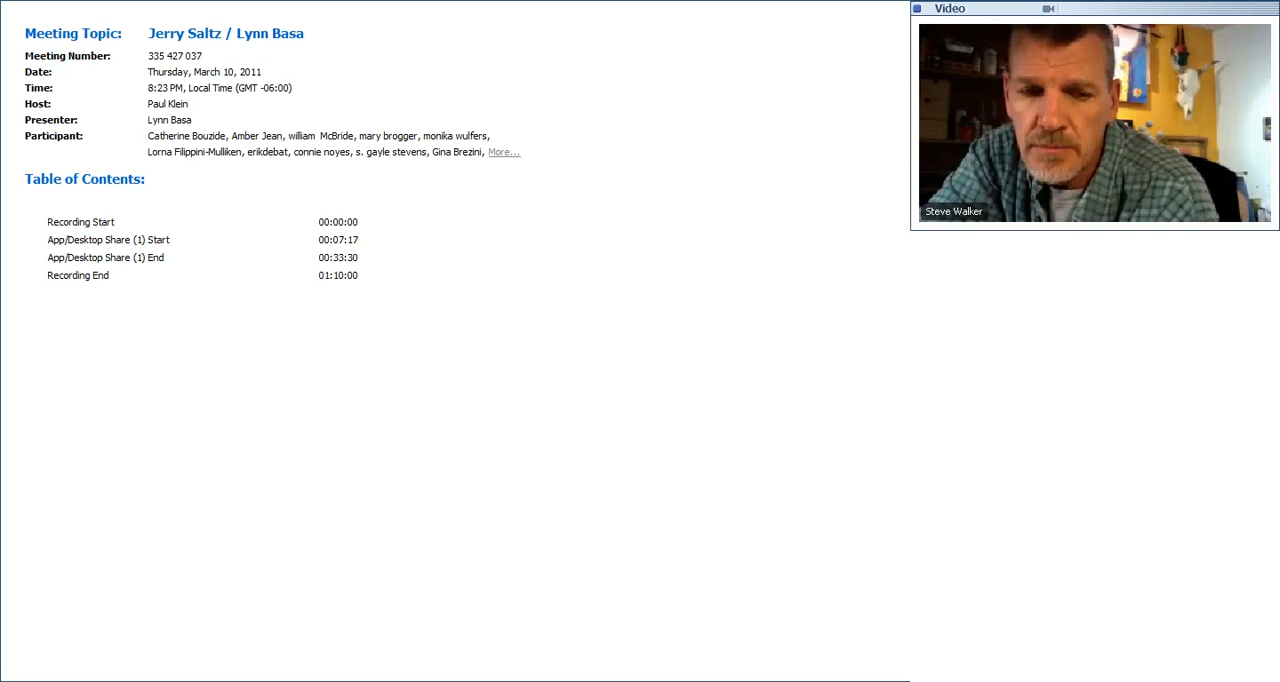 Meeting Topic: Jerry Saltz / Lynn Basa
Meeting Number: 335 427 037
Date: Thursday, March 10, 2011
Time: 8:23 PM, Local Time (GMT -06:00)
Host: Paul Klein
Presenter: Lynn Basa
Participant: Catherine Bouzide, Amber Jean, william  McBride, mary brogger, monika wulfers,
Lorna Filippini-Mulliken, erikdebat, connie noyes, s. gayle stevens, Gina Brezini, More...
Table of Contents:
Recording Start 00:00:00
App/Desktop Share (1) Start 00:07:17
App/Desktop Share (1) End 00:33:30
Recording End 01:10:00
Video
Steve Walker